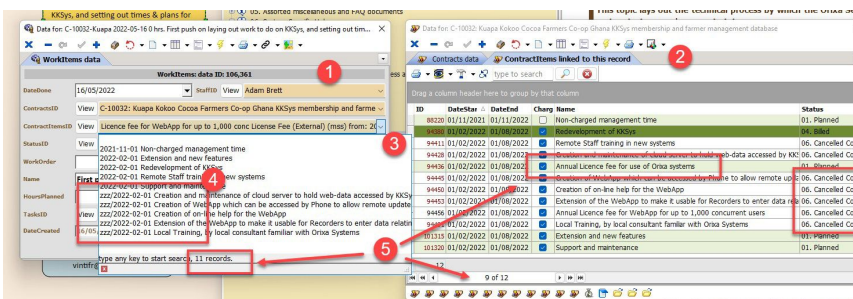 KKSys, and setting out times & plans for
05. Assorted miscellaneous and FAQ documents
This topic lays out the technical process by which the Orixa Se
Data for: C-10032-Kuapa 2022-05-16 0 hrs. First push on laying out work to do on KKSys, and setting out tim...
WorkItems data
WorkItems: data ID: 106,361
1
DateDone 16/05/2022 StaffID View Adam Brett
ContractsID View C-10032: Kuapa Kokoo Cocoa Farmers Co-op Ghana KKSys membership and farme
ContractItemsID View Licence fee for WebApp for up to 1,000 conc License Fee (External) (mss) from: 20
StatusID View
WorkOrder
Name First p
HoursPlanned
TasksID View
DateCreated 16/05
3
4
2021-11-01 Non-charged management time
2022-02-01 Extension and new features
2022-02-01 Redevelopment of KKSys
2022-02-01 Remote Staff training in new systems
2022-02-01 Support and maintenance
zzz/2022-02-01 Creation and maintenance of cloud server to hold web-data accessed by KKSy
zzz/2022-02-01 Creation of WebApp which can be accessed by Phone to allow remote update
zzz/2022-02-01 Creation of on-line help for the WebApp
zzz/2022-02-01 Extension of the WebApp to make it usable for Recorders to enter data relatin
zzz/2022-02-01 Local Training, by local consultant familiar with Orixa Systems
type any key to start search, 11 records.
vintifr@
5
Data for: C-10032-Kuapa Kokoo Cocoa Farmers Co-op Ghana KKSys membership and farmer management database
2
Contracts data ContractItems linked to this record
type to search
Drag a column header here to group by that column
ID DateStar DateEnd Charg Name Status
88220 01/11/2021 01/11/2022 Non-charged management time 01. Planned
94380 01/02/2022 01/08/2022 Redevelopment of KKSys 04. Billed
94411 01/02/2022 01/08/2022 Remote Staff training in new systems 06. Cancelled Co
94428 01/02/2022 01/08/2022 Creation and maintenance of cloud server to hold web-data accessed by KKS 06. Cancelled Co
94436 01/02/2022 01/08/2022 Annual Licence fee for use of Orixa systems 01. Planned
94445 01/02/2022 01/08/2022 Creation of WebApp which can be accessed by Phone to allow remote upda 06. Cancelled Co
94450 01/02/2022 01/08/2022 Creation of on-line help for the WebApp 06. Cancelled Co
94453 01/02/2022 01/08/2022 Extension of the WebApp to make it usable for Recorders to enter data rela 06. Cancelled Co
94456 01/02/2022 01/08/2022 Annual Licence fee for WebApp for up to 1,000 concurrent users 06. Cancelled Co
01/02/2022 01/08/2022 Local Training, by local consultant familiar with Orixa Systems 06. Cancelled Co
101315 01/02/2022 01/08/2022 Extension and new features 01. Planned
101320 01/02/2022 01/08/2022 Support and maintenance 01. Planned
12
9 of 12